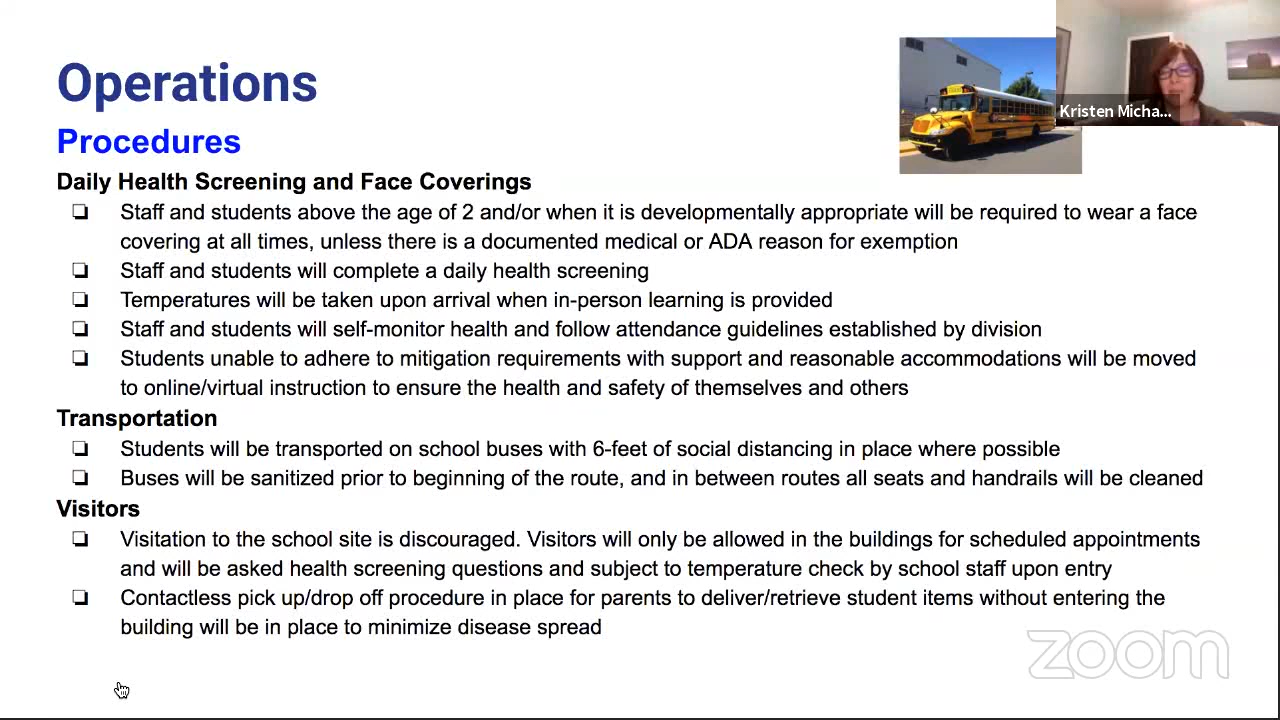 Operations
Procedures
Kristen Micha...
Daily Health Screening and Face Coverings
❏ Staff and students above the age of 2 and/or when it is developmentally appropriate will be required to wear a face
covering at all times, unless there is a documented medical or ADA reason for exemption
❏ Staff and students will complete a daily health screening
❏ Temperatures will be taken upon arrival when in-person learning is provided
❏ Staff and students will self-monitor health and follow attendance guidelines established by division
❏ Students unable to adhere to mitigation requirements with support and reasonable accommodations will be moved
to online/virtual instruction to ensure the health and safety of themselves and others
Transportation
❏ Students will be transported on school buses with 6-feet of social distancing in place where possible
❏ Buses will be sanitized prior to beginning of the route, and in between routes all seats and handrails will be cleaned
Visitors
❏ Visitation to the school site is discouraged. Visitors will only be allowed in the buildings for scheduled appointments
and will be asked health screening questions and subject to temperature check by school staff upon entry
❏ Contactless pick up/drop off procedure in place for parents to deliver/retrieve student items without entering the
building will be in place to minimize disease spread
zoom